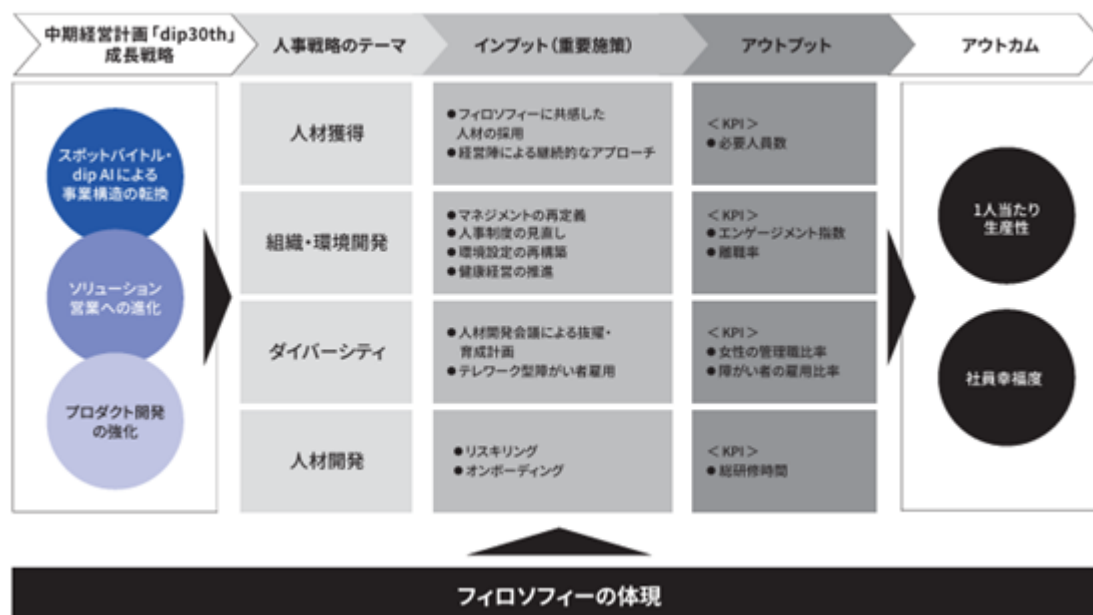 中期経営計画「dip30th」
成長戦略
人事戦略のテーマ
インプット（重要施策）
アウトプット
アウトカム
スポットバイトル・
dip AIによる
事業構造の転換
ソリューション
営業への進化
プロダクト開発
の強化
人材獲得
●フィロソフィーに共感した
人材の採用
●経営陣による継続的なアプローチ
＜KPI＞
●必要人員数
組織・環境開発
●マネジメントの再定義
●人事制度の見直し
●環境設定の再構築
●健康経営の推進
＜KPI＞
●エンゲージメント指数
●離職率
ダイバーシティ
●人材開発会議による抜擢・
育成計画
●テレワーク型障がい者雇用
＜KPI＞
●女性の管理職比率
●障がい者の雇用比率
人材開発
●リスキリング
●オンボーディング
＜KPI＞
●総研修時間
1人当たり
生産性
社員幸福度
フィロソフィーの体現